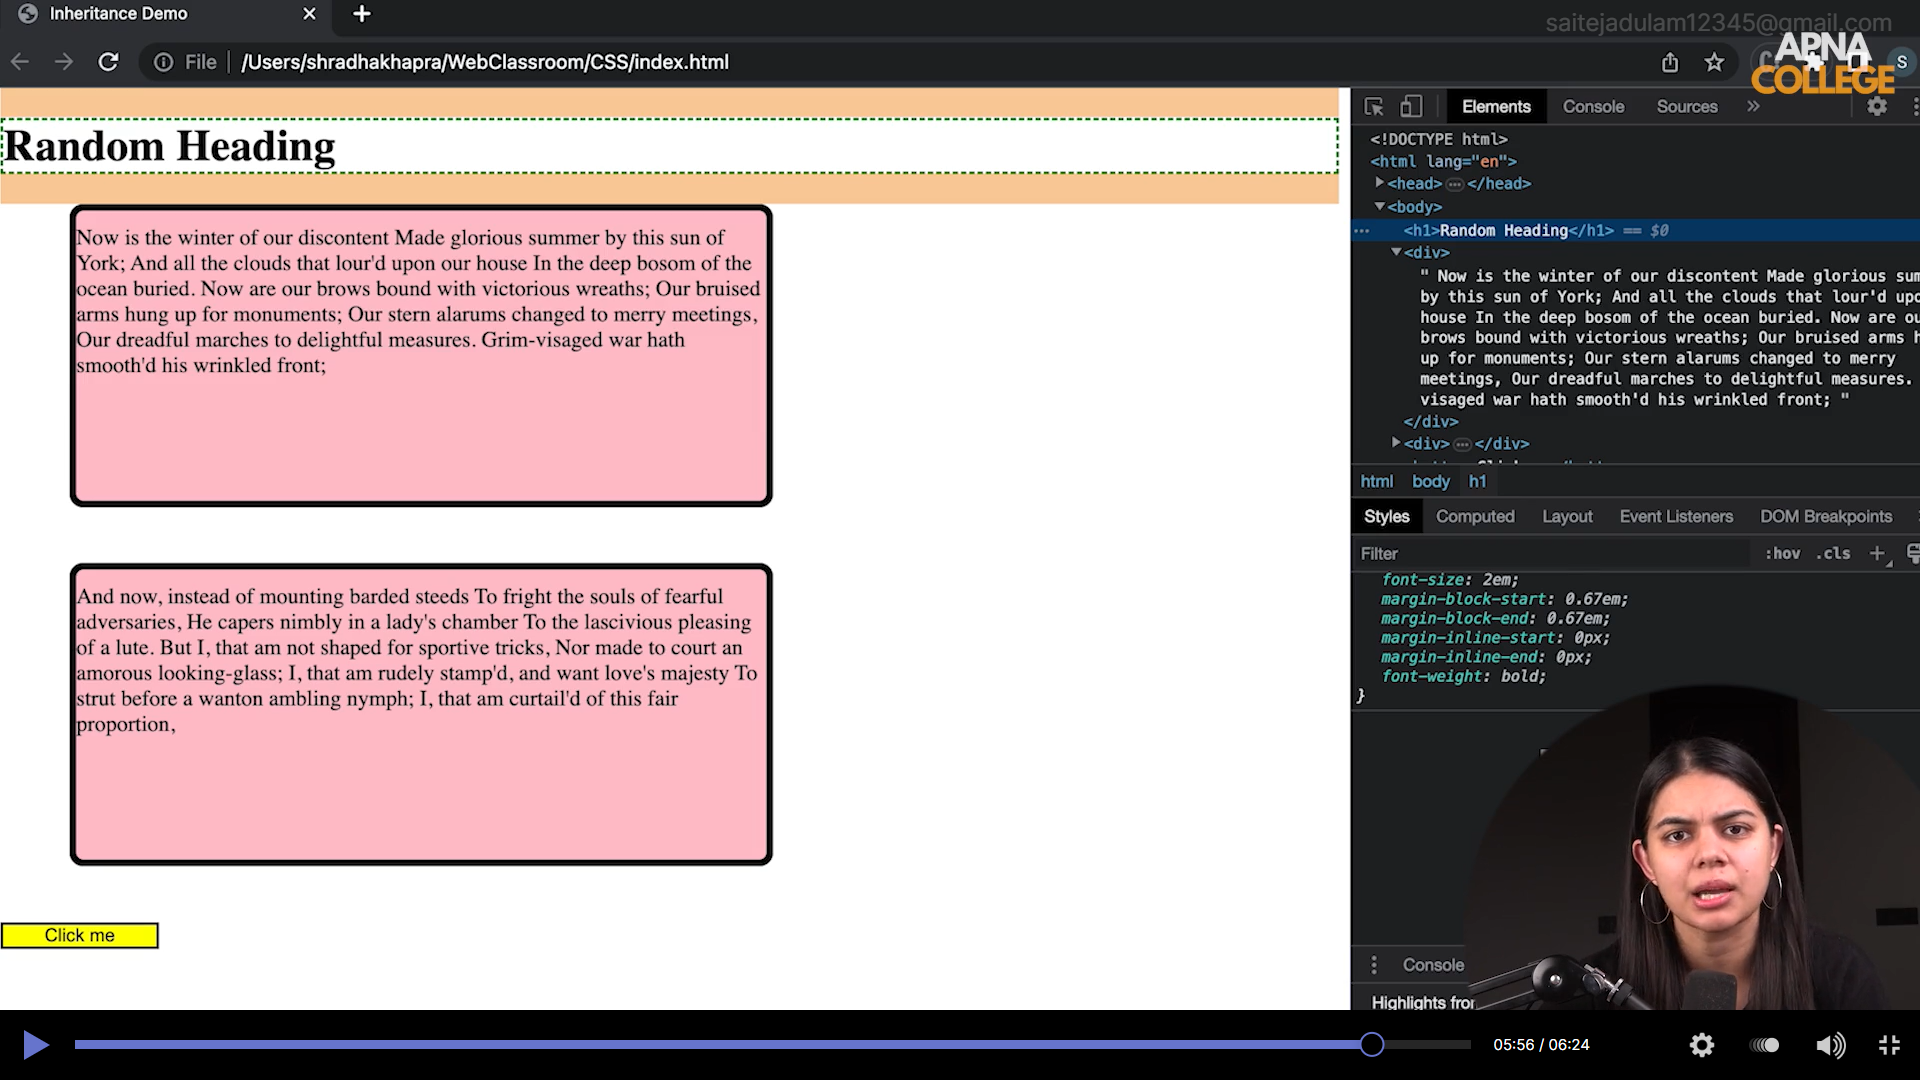 Inheritance Demo
saitejadulam12345@gmail.com
APNA
COLLEGE
File
/Users/shradhakhapra/WebClassroom/CSS/index.html
S
Random Heading
Now is the winter of our discontent Made glorious summer by this sun of
York; And all the clouds that lour'd upon our house In the deep bosom of the
ocean buried. Now are our brows bound with victorious wreaths; Our bruised
arms hung up for monuments; Our stern alarums changed to merry meetings,
Our dreadful marches to delightful measures. Grim-visaged war hath
smooth'd his wrinkled front;
And now, instead of mounting barded steeds To fright the souls of fearful
adversaries, He capers nimbly in a lady's chamber To the lascivious pleasing
of a lute. But I, that am not shaped for sportive tricks, Nor made to court an
amorous looking-glass; I, that am rudely stamp'd, and want love's majesty To
strut before a wanton ambling nymph; I, that am curtail'd of this fair
proportion,
Click me
Elements Console Sources »
<!DOCTYPE html>
<html lang="en">
<head> </head>
<body>
<h1>Random Heading</h1> == $0
<div>
" Now is the winter of our discontent Made glorious sum
by this sun of York; And all the clouds that lour'd upo
house In the deep bosom of the ocean buried. Now are ou
brows bound with victorious wreaths; Our bruised arms h
up for monuments; Our stern alarums changed to merry
meetings, Our dreadful marches to delightful measures.
visaged war hath smooth'd his wrinkled front; "
</div>
<div> </div>
html body h1
Styles Computed Layout Event Listeners DOM Breakpoints
Filter :hov .cls +
font-size: 2em;
margin-block-start: 0.67em;
margin-block-end: 0.67em;
margin-inline-start: 0px;
margin-inline-end: 0px;
font-weight: bold;
}
Console
Highlights from
05:56 / 06:24